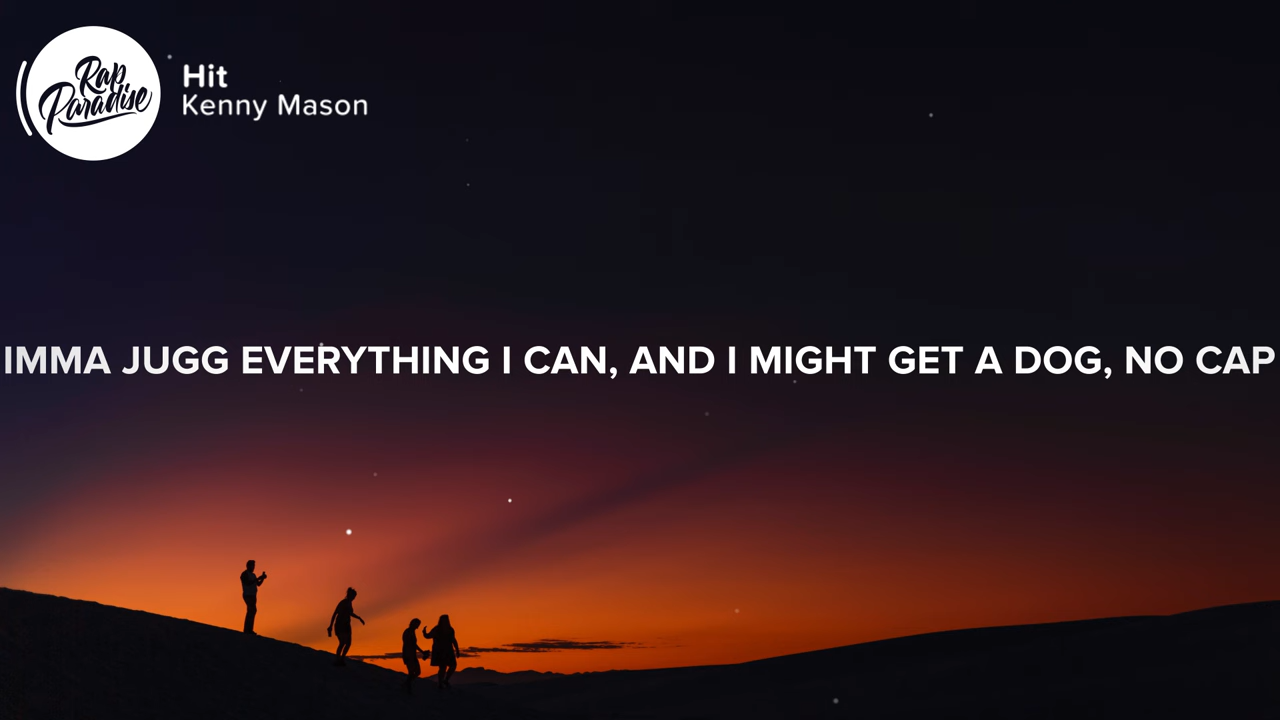 Rap
Paradise
Hit
Kenny Mason
IMMA JUGG EVERYTHING I CAN, AND I MIGHT GET A DOG, NO CAP